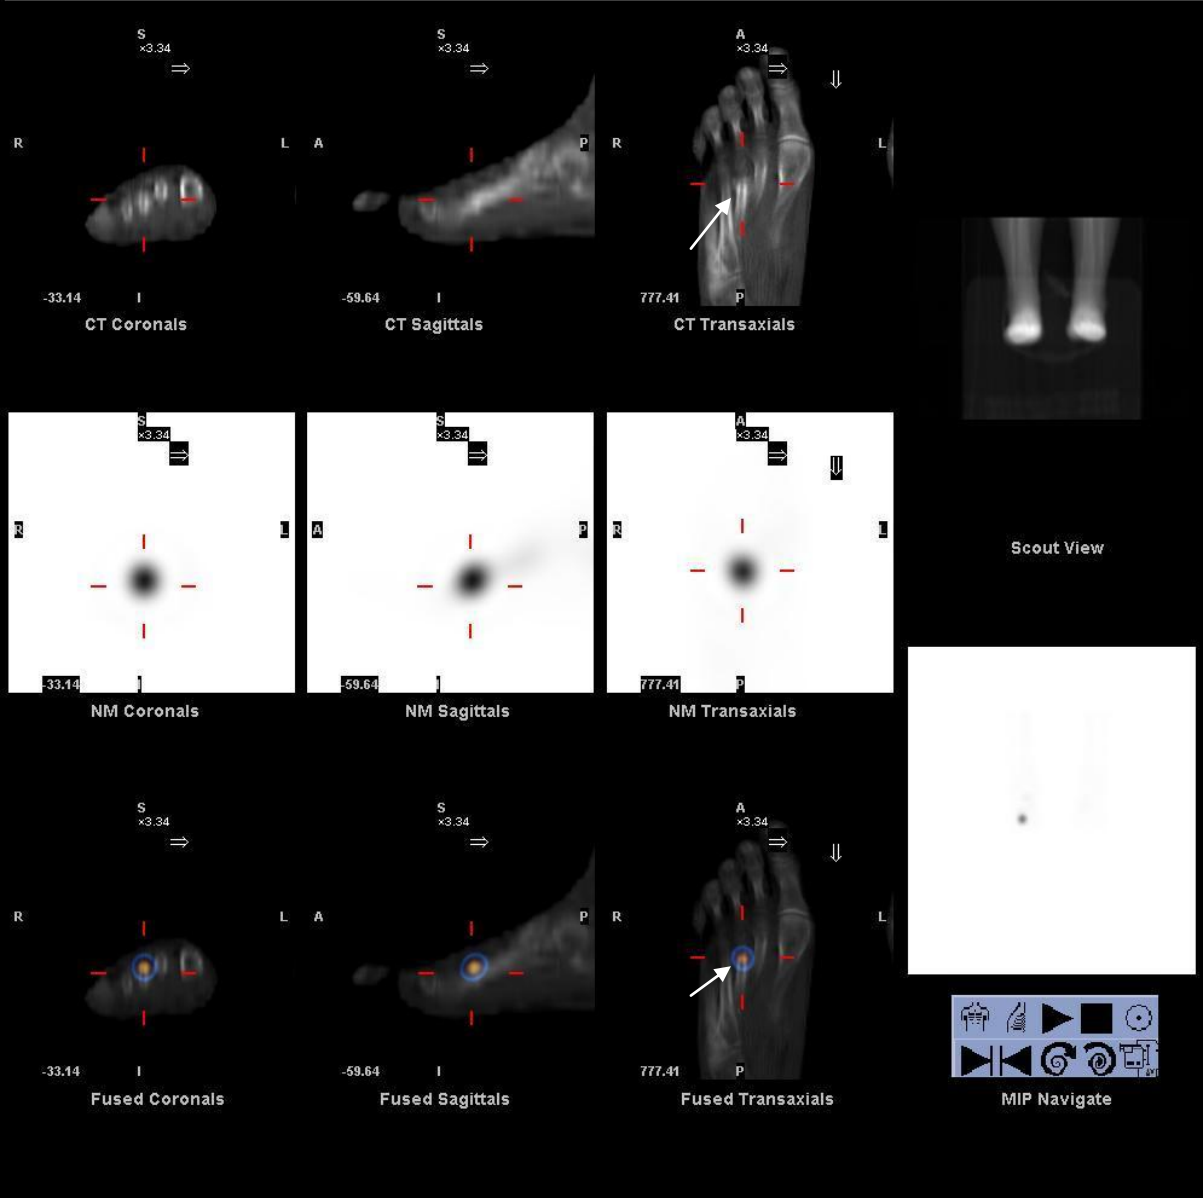 S
×3.34
⇒
R
L
-33.14
I
CT Coronals
S
×3.34
⇒
A
P
-59.64
I
CT Sagittals
A
×3.34
⇒
⇓
R
L
777.41
P
CT Transaxials
Scout View
S
×3.34
⇒
R
L
-33.14
I
NM Coronals
S
×3.34
⇒
A
P
-59.64
I
NM Sagittals
A
×3.34
⇒
⇓
R
L
777.41
P
NM Transaxials
S
×3.34
⇒
R
L
-33.14
I
Fused Coronals
S
×3.34
⇒
A
P
-59.64
I
Fused Sagittals
A
×3.34
⇒
⇓
R
L
777.41
P
Fused Transaxials
MIP Navigate